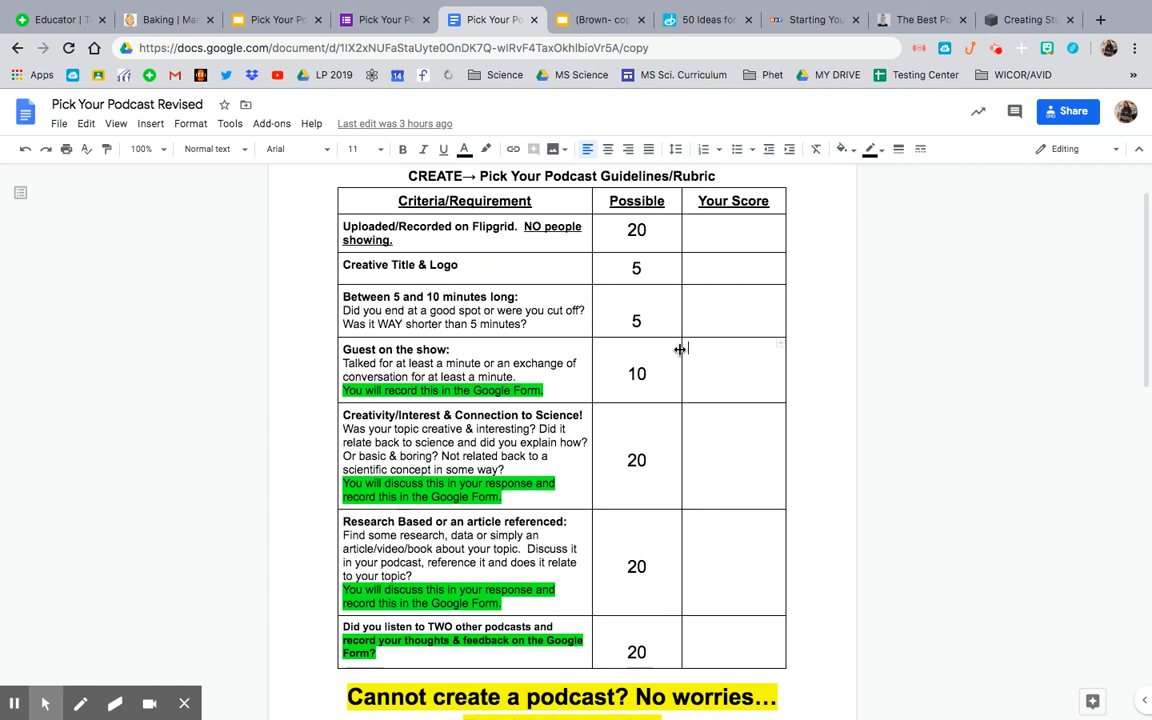 Educator | T
Baking | Mar
Pick Your Po
Pick Your Po
Pick Your Po
(Brown- cop
50 Ideas for
Starting You
The Best Po
Creating Stu
https://docs.google.com/document/d/1IX2xNUFaStaUyte0OnDK7Q-wIRvF4TaxOkhlbioVr5A/copy
Apps
LP 2019
Science
MS Science
MS Sci. Curriculum
Phet
MY DRIVE
Testing Center
WICOR/AVID
Pick Your Podcast Revised
Share
File Edit View Insert Format Tools Add-ons Help Last edit was 3 hours ago
100% Normal text Arial 11 Editing
CREATE→ Pick Your Podcast Guidelines/Rubric
Criteria/Requirement Possible Your Score
Uploaded/Recorded on Flipgrid. NO people
showing.
20
Creative Title & Logo
5
Between 5 and 10 minutes long:
Did you end at a good spot or were you cut off?
Was it WAY shorter than 5 minutes?
5
Guest on the show:
Talked for at least a minute or an exchange of
conversation for at least a minute.
You will record this in the Google Form.
10
Creativity/Interest & Connection to Science!
Was your topic creative & interesting? Did it
relate back to science and did you explain how?
Or basic & boring? Not related back to a
scientific concept in some way?
You will discuss this in your response and
record this in the Google Form.
20
Research Based or an article referenced:
Find some research, data or simply an
article/video/book about your topic. Discuss it
in your podcast, reference it and does it relate
to your topic?
You will discuss this in your response and
record this in the Google Form.
20
Did you listen to TWO other podcasts and
record your thoughts & feedback on the Google
Form?
20
Cannot create a podcast? No worries...